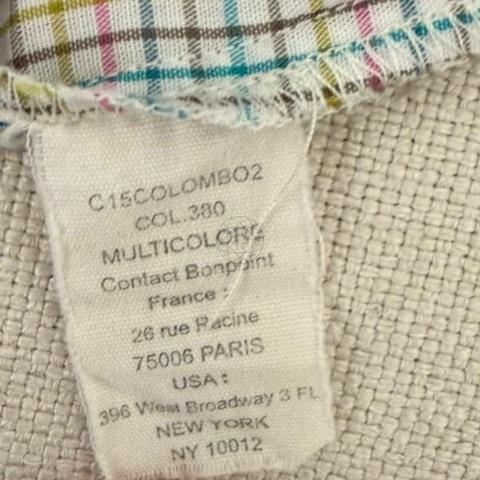 C15COLOMBO2
COL.380
MULTICOLORE
Contact Bonpoint
France :
26 rue Racine
75006 PARIS
USA :
396 West Broadway 3 FL
NEW YORK
NY 10012